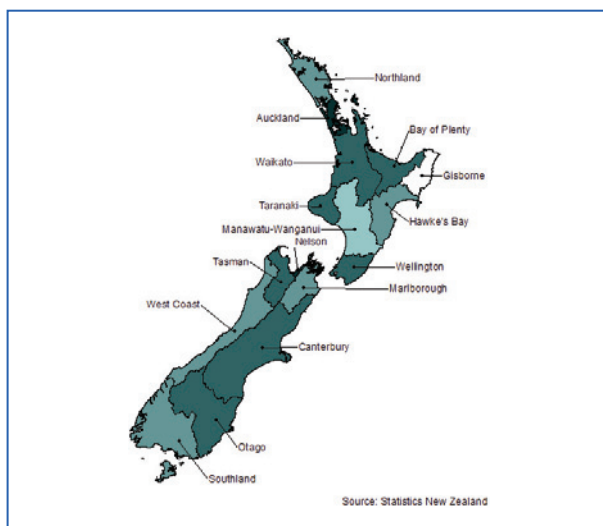 Northland
Auckland
Bay of Plenty
Waikato
Gisborne
Taranaki
Hawke's Bay
Manawatu-Wanganui
Nelson
Tasman
Wellington
Marlborough
West Coast
Canterbury
Otago
Southland
Source: Statistics New Zealand